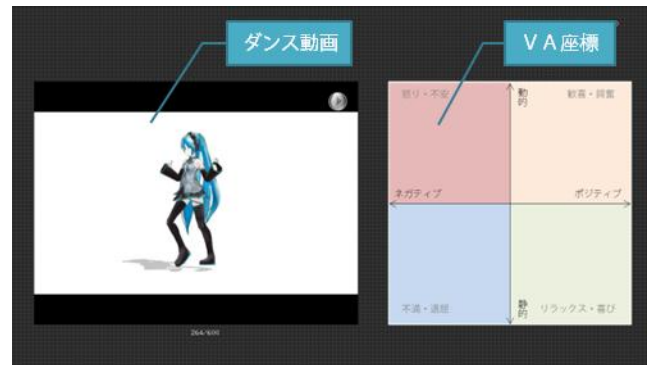 ダンス動画
VA座標
怒り・不安
動的
歓喜・興奮
ネガティブ
ポジティブ
不満・退屈
静的
リラックス・喜び
264/600